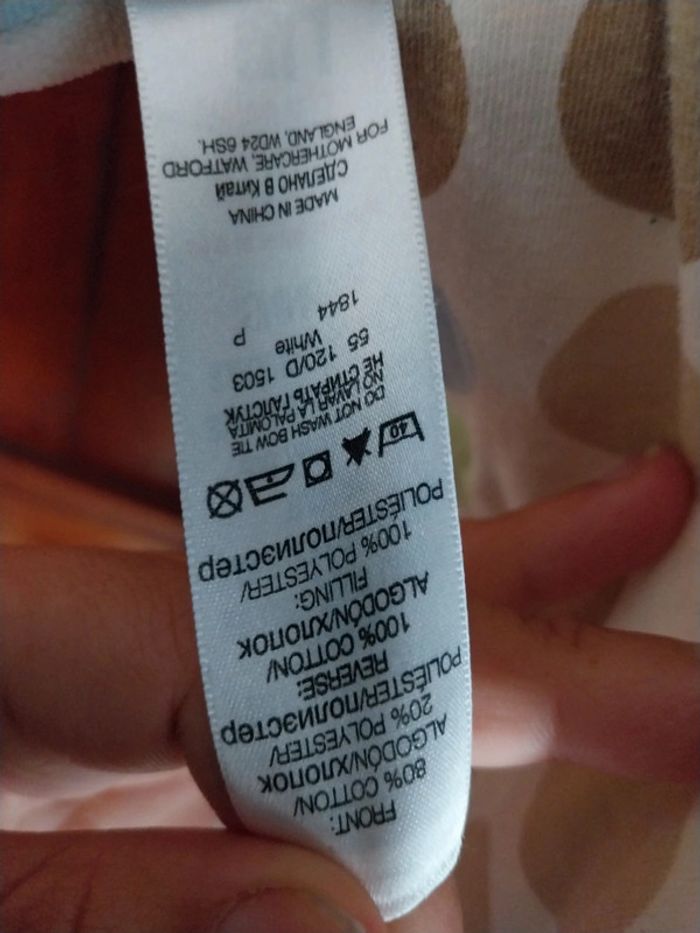 FRONT:
80% COTTON/
ALGODÓN/ХЛОПОК
20% POLYESTER/
POLIÉSTER/ПОЛИЭСТЕР
REVERSE:
100% COTTON/
ALGODÓN/ХЛОПОК
FILLING:
100% POLYESTER/
POLIÉSTER/ПОЛИЭСТЕР
40
DO NOT WASH BOW TIE
NO LAVAR LA PALOMITA
НЕ СТИРАТЬ ГАЛСТУК
55 120/D 1503
White P
1844
MADE IN CHINA
СДЕЛАНО В Китай
FOR MOTHERCARE, WATFORD
ENGLAND, WD24 6SH.